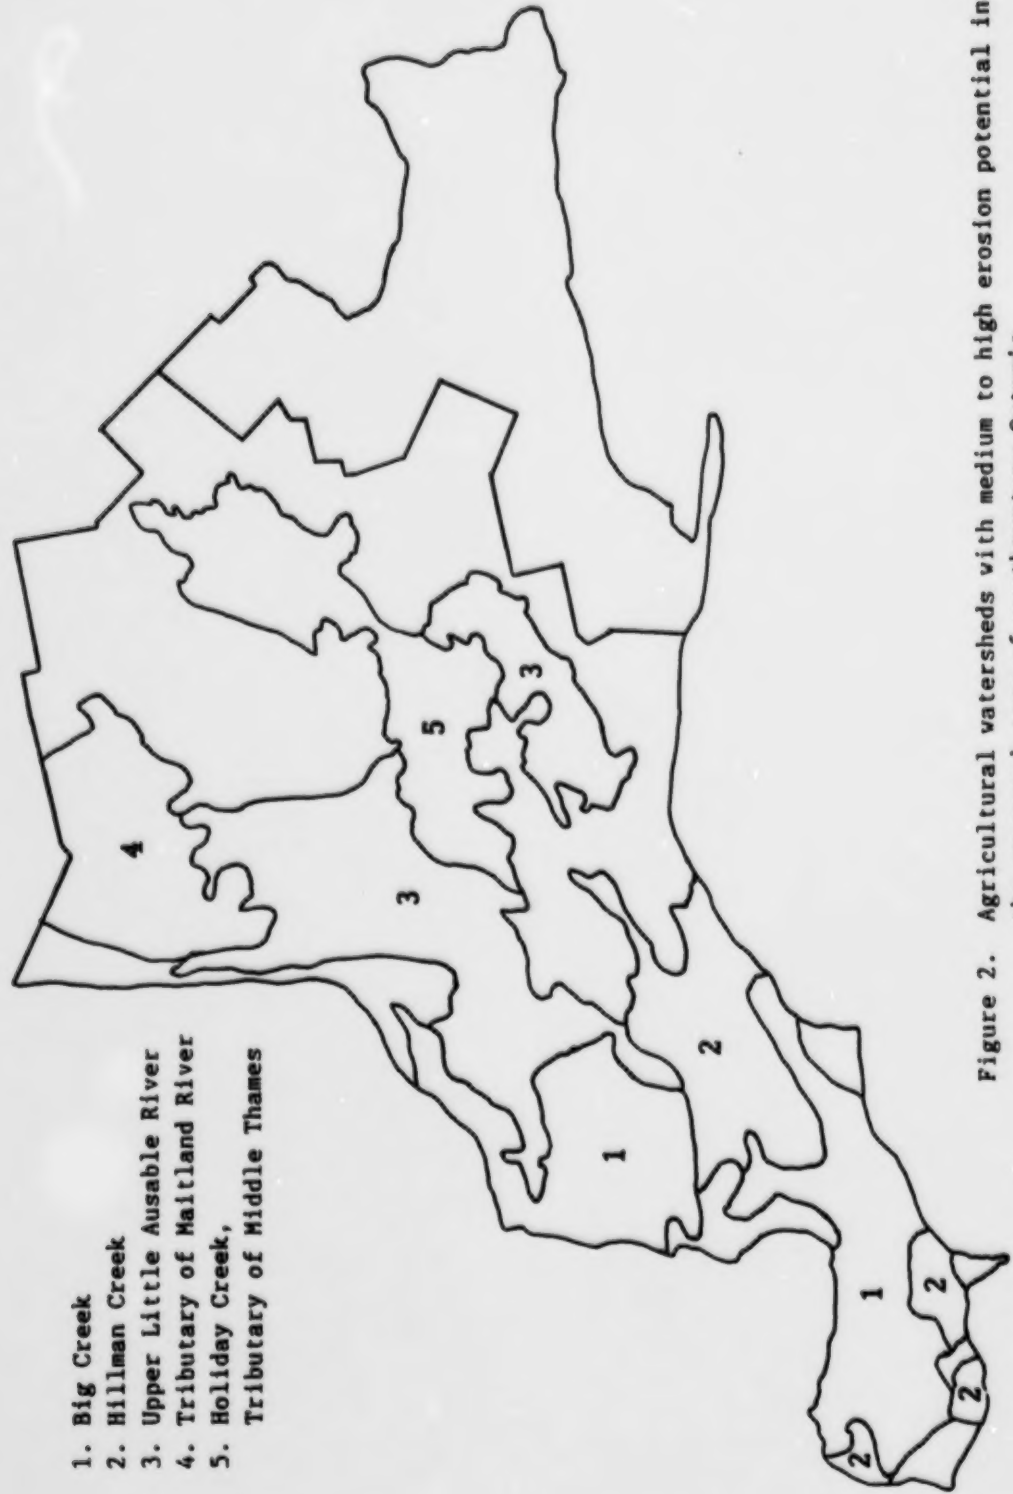 1. Big Creek
2. Hillman Creek
3. Upper Little Ausable River
4. Tributary of Maitland River
5. Holiday Creek,
Tributary of Middle Thames
4
3
5
3
1
2
2
1
2
2
Figure 2. Agricultural watersheds with medium to high erosion potential in
southwestern Ontario